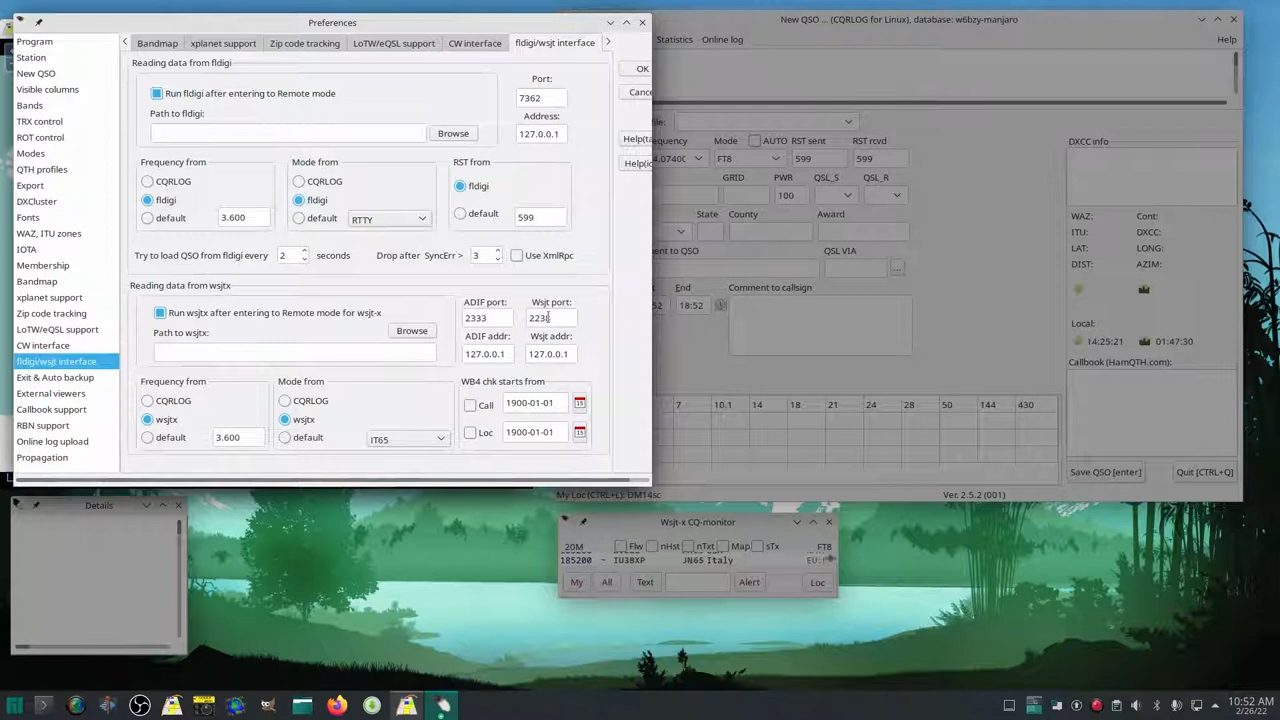 Preferences
New QSO ... (CQRLOG for Linux), database: w6bzy-manjaro
Statistics Online log Help
Program
Station
New QSO
Visible columns
Bands
TRX control
ROT control
Modes
QTH profiles
Export
DXCluster
Fonts
WAZ, ITU zones
IOTA
Membership
Bandmap
xplanet support
Zip code tracking
LoTW/eQSL support
CW interface
fldigi/wsjt interface
Exit & Auto backup
External viewers
Callbook support
RBN support
Online log upload
Propagation
Bandmap xplanet support Zip code tracking LoTW/eQSL support CW interface fldigi/wsjt interface
Reading data from fldigi
Run fldigi after entering to Remote mode
Path to fldigi:
Browse
Port:
7362
Address:
127.0.0.1
Frequency from
CQRLOG
fldigi
default 3.600
Mode from
CQRLOG
fldigi
default RTTY
RST from
fldigi
default 599
Try to load QSO from fldigi every 2 seconds Drop after SyncErr > 3 Use XmlRpc
Reading data from wsjtx
Run wsjtx after entering to Remote mode for wsjt-x
Path to wsjtx:
Browse
ADIF port: Wsjt port:
2333 223
ADIF addr: Wsjt addr:
127.0.0.1 127.0.0.1
Frequency from
CQRLOG
wsjtx
default 3.600
Mode from
CQRLOG
wsjtx
default JT65
WB4 chk starts from
Call 1900-01-01
Loc 1900-01-01
OK
Cance
Help(ta
Help(i
file:
equency Mode AUTO RST sent RST rcvd
4.0740 FT8 599 599
GRID PWR QSL_S QSL_R
100
State County Award
ent to QSO QSL VIA
End Comment to callsign
52 18:52
DXCC info
WAZ: Cont:
ITU: DXCC:
LAT: LONG:
DIST: AZIM:
Local:
14:25:21 01:47:30
Callbook (HamQTH.com):
7 10.1 14 18 21 24 28 50 144 430
Save QSO [enter] Quit [CTRL+Q]
My Loc (CTRL+L): DM14sc Ver. 2.5.2 (001)
Details
Wsjt-x CQ-monitor
20M Flw nHst nTxt Map sTx FT8
185200 ~ IU3BXP JN65 Italy EU:
My All Text Alert Loc
10:52 AM
2/26/22